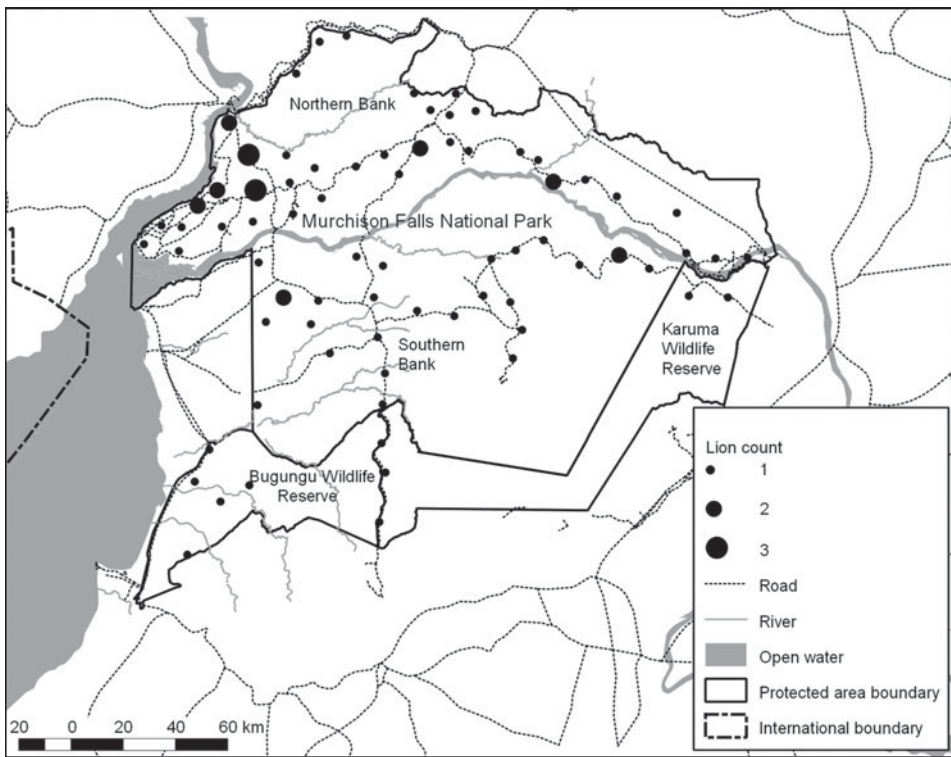 Northern Bank
Murchison Falls National Park
Southern
Bank
Karuma
Wildlife
Reserve
Bugungu Wildlife
Reserve
Lion count
1
2
3
Road
River
Open water
Protected area boundary
International boundary
20 0 20 40 60 km